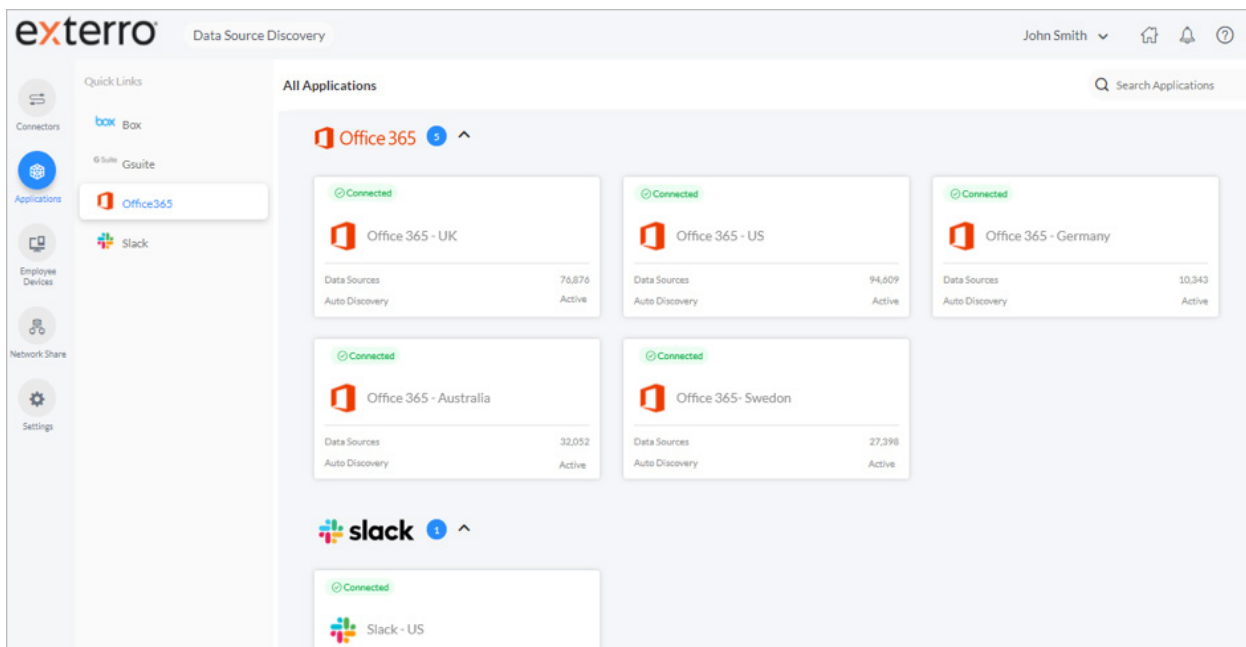 exterro
Data Source Discovery
John Smith
Connectors
Applications
Employee
Devices
Network Share
Settings
Quick Links
box Box
G Suite Gsuite
Office365
Slack
All Applications
Search Applications
Office 365 5
Connected
Office 365 - UK
Data Sources 76,876
Auto Discovery Active
Connected
Office 365 - US
Data Sources 94,609
Auto Discovery Active
Connected
Office 365 - Germany
Data Sources 10,343
Auto Discovery Active
Connected
Office 365 - Australia
Data Sources 32,052
Auto Discovery Active
Connected
Office 365- Swedon
Data Sources 27,398
Auto Discovery Active
slack 1
Connected
Slack - US